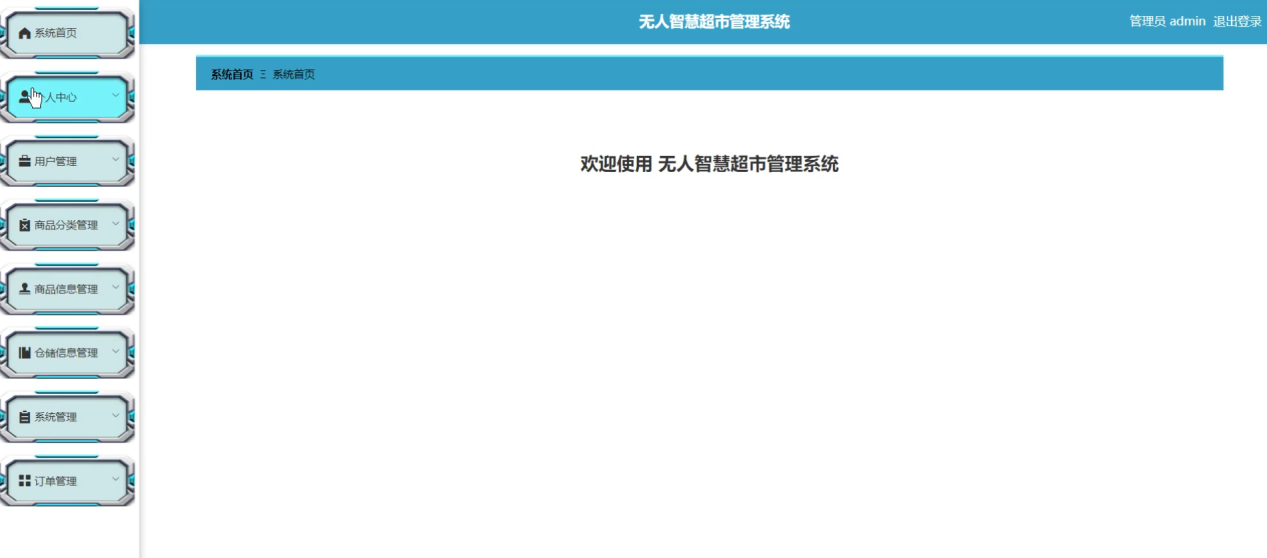 无人智慧超市管理系统
管理员 admin 退出登录
系统首页
个人中心
用户管理
商品分类管理
商品信息管理
仓储信息管理
系统管理
订单管理
系统首页 Ξ 系统首页
欢迎使用 无人智慧超市管理系统